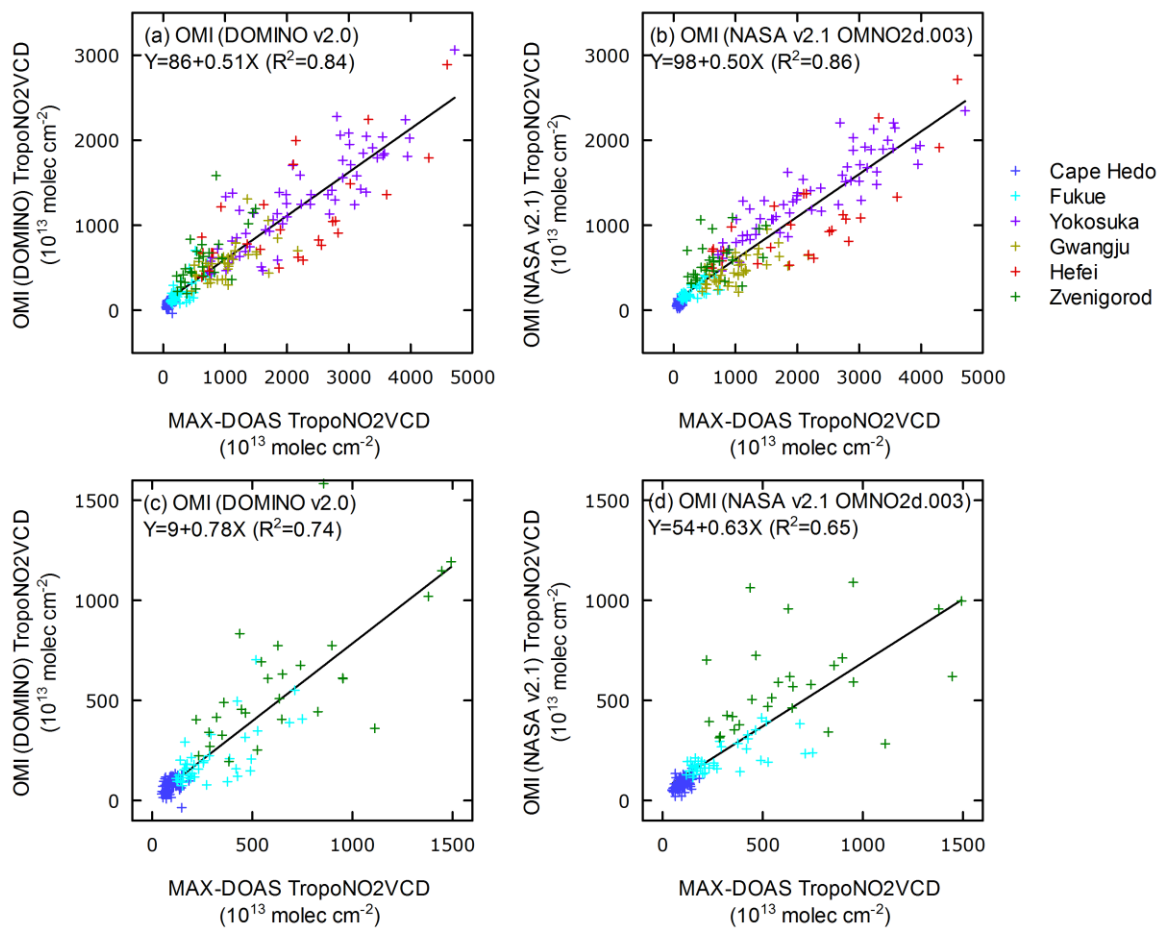 (a) OMI (DOMINO v2.0)
Y=86+0.51X (R²=0.84)
OMI (DOMINO) TropoNO2VCD
(10¹³ molec cm⁻²)
3000
2000
1000
0
0 1000 2000 3000 4000 5000
MAX-DOAS TropoNO2VCD
(10¹³ molec cm⁻²)
(b) OMI (NASA v2.1 OMNO2d.003)
Y=98+0.50X (R²=0.86)
OMI (NASA v2.1) TropoNO2VCD
(10¹³ molec cm⁻²)
3000
2000
1000
0
0 1000 2000 3000 4000 5000
MAX-DOAS TropoNO2VCD
(10¹³ molec cm⁻²)
Cape Hedo
Fukue
Yokosuka
Gwangju
Hefei
Zvenigorod
(c) OMI (DOMINO v2.0)
Y=9+0.78X (R²=0.74)
OMI (DOMINO) TropoNO2VCD
(10¹³ molec cm⁻²)
1500
1000
500
0
0 500 1000 1500
MAX-DOAS TropoNO2VCD
(10¹³ molec cm⁻²)
(d) OMI (NASA v2.1 OMNO2d.003)
Y=54+0.63X (R²=0.65)
OMI (NASA v2.1) TropoNO2VCD
(10¹³ molec cm⁻²)
1500
1000
500
0
0 500 1000 1500
MAX-DOAS TropoNO2VCD
(10¹³ molec cm⁻²)